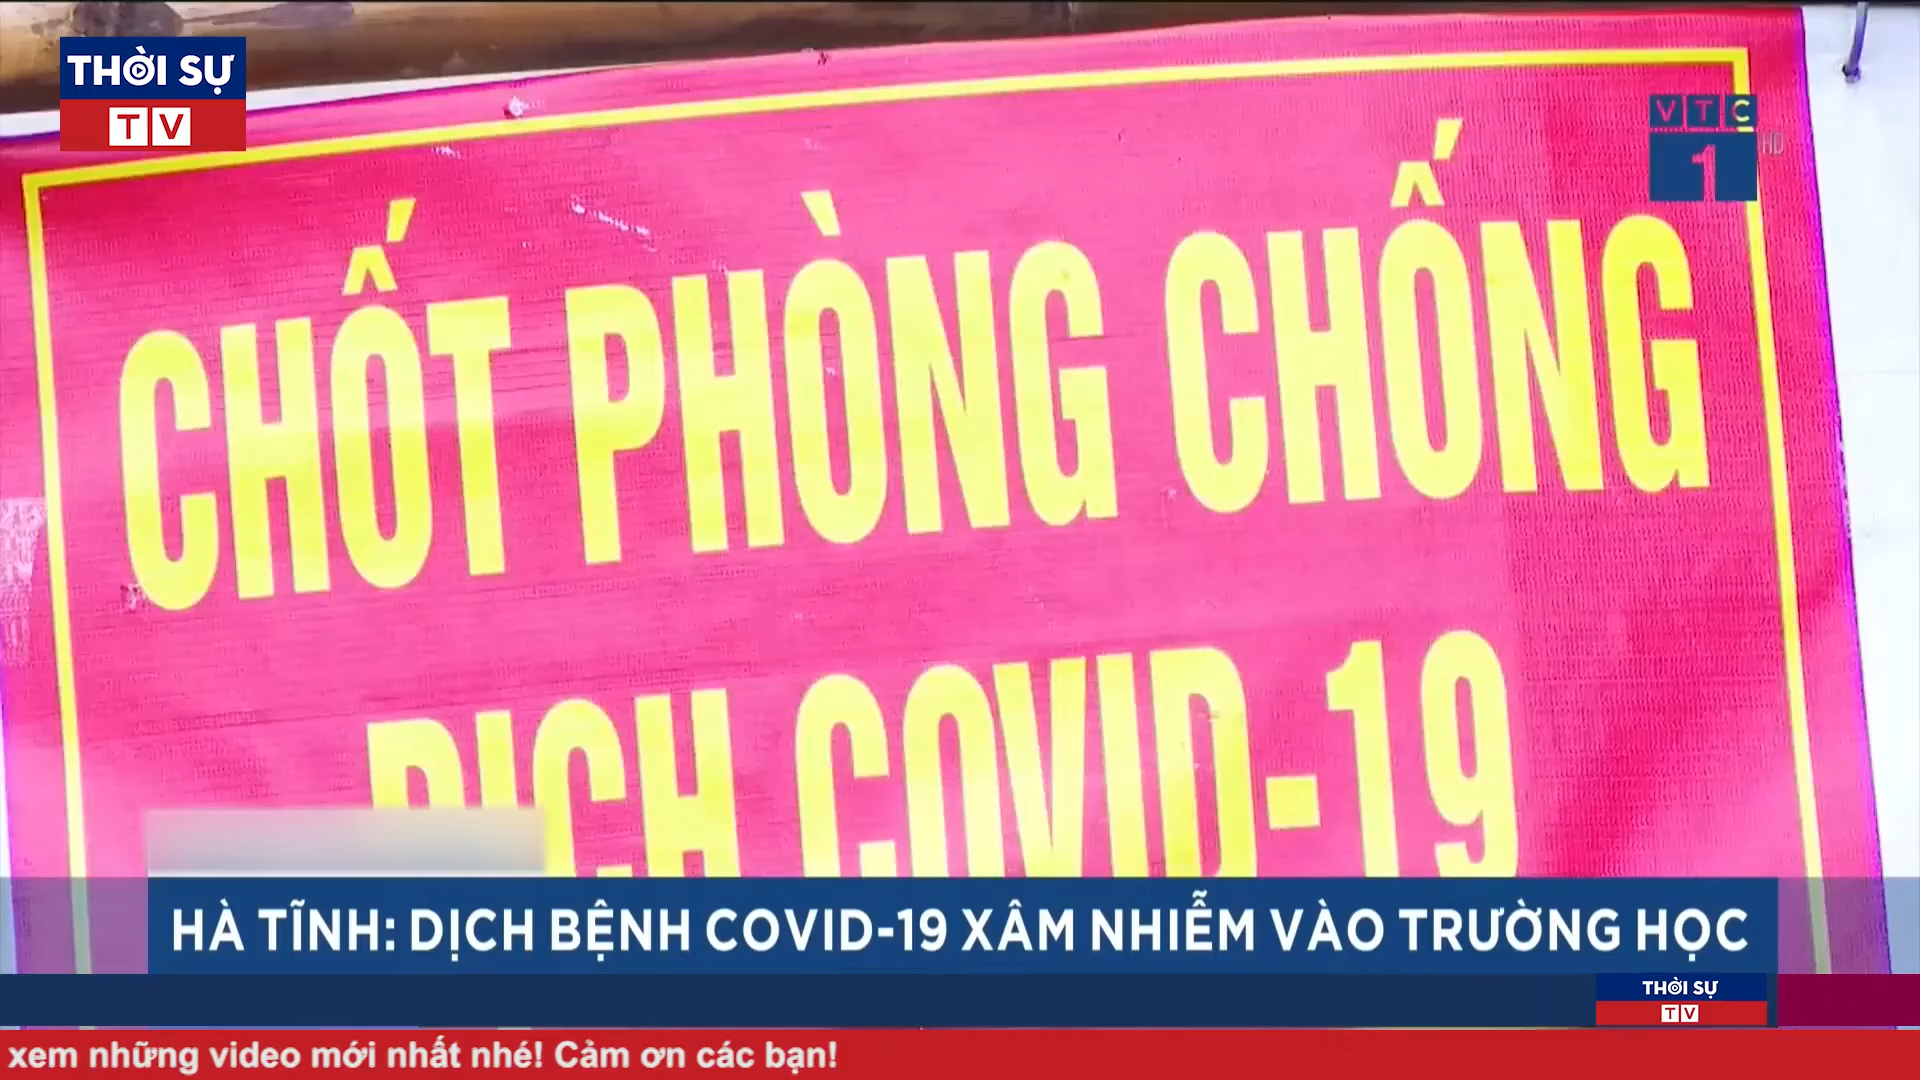 THỜI SỰ
TV
VTC
1
HD
CHỐT PHÒNG CHỐNG
DỊCH COVID-19
HÀ TĨNH: DỊCH BỆNH COVID-19 XÂM NHIỄM VÀO TRƯỜNG HỌC
THỜI SỰ
TV
xem những video mới nhất nhé! Cảm ơn các bạn!